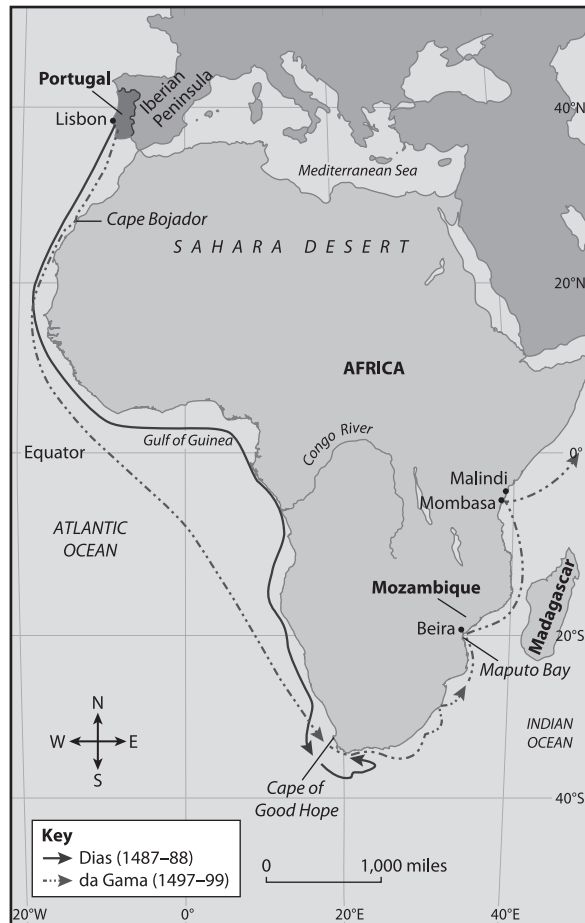 Portugal
Iberian
Peninsula
Lisbon
40°N
Mediterranean Sea
Cape Bojador
SAHARA DESERT
20°N
AFRICA
Gulf of Guinea
Congo River
Equator
0°
Malindi
Mombasa
ATLANTIC
OCEAN
Mozambique
Madagascar
Beira
20°S
Maputo Bay
N
W E
S
INDIAN
OCEAN
Cape of
Good Hope
40°S
Key
Dias (1487–88)
da Gama (1497–99)
0 1,000 miles
20°W 0° 20°E 40°E